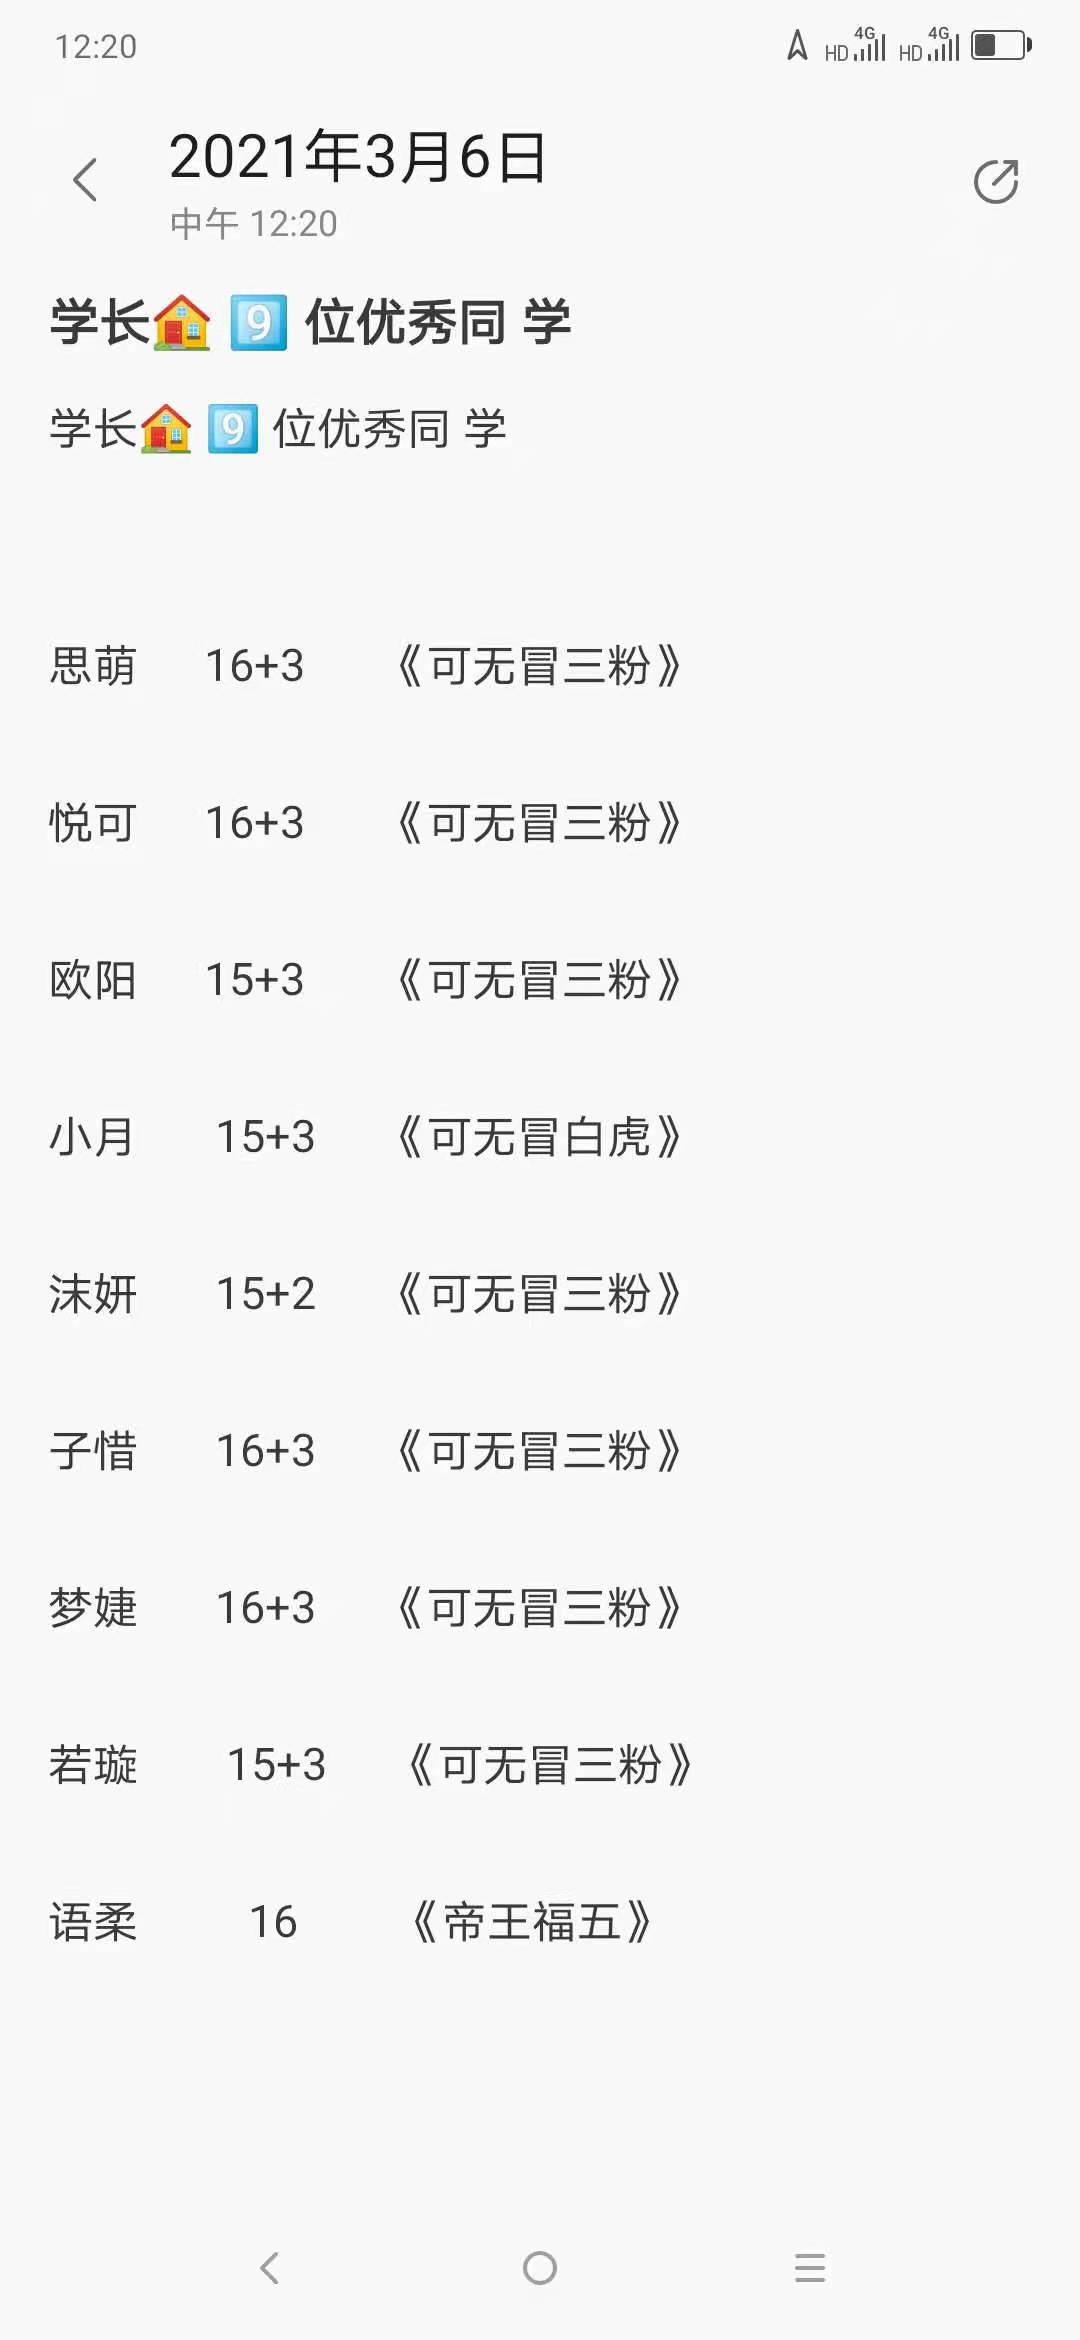 12:20
HD 4G HD 4G
2021年3月6日
中午 12:20
学长🏠 9️⃣ 位优秀同 学
学长🏠 9️⃣ 位优秀同 学
思萌 16+3 《可无冒三粉》
悦可 16+3 《可无冒三粉》
欧阳 15+3 《可无冒三粉》
小月 15+3 《可无冒白虎》
沫妍 15+2 《可无冒三粉》
子惜 16+3 《可无冒三粉》
梦婕 16+3 《可无冒三粉》
若璇 15+3 《可无冒三粉》
语柔 16 《帝王福五》